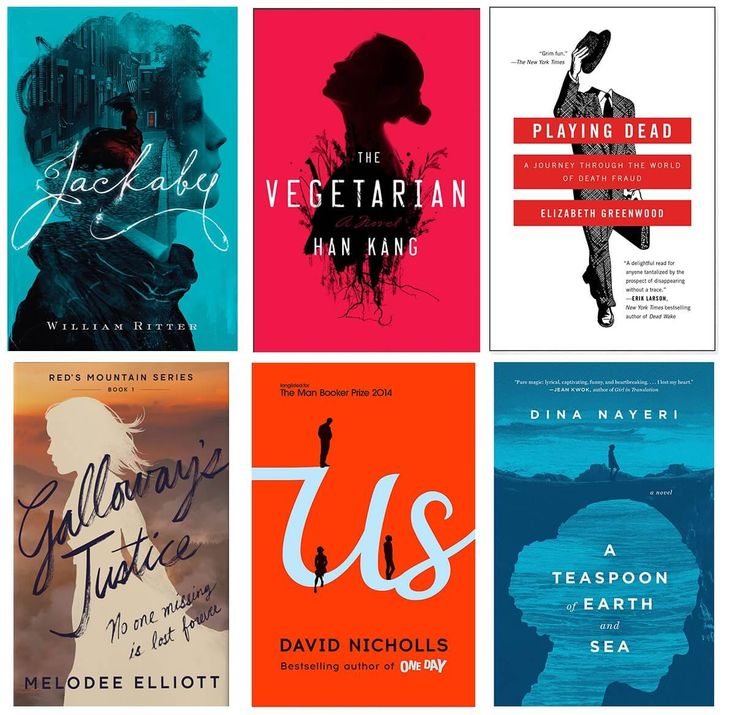 Jackaby
WILLIAM RITTER
THE
VEGETARIAN
A Novel
HAN KANG
"Grim fun."
—The New York Times
PLAYING DEAD
A JOURNEY THROUGH THE WORLD
OF DEATH FRAUD
ELIZABETH GREENWOOD
"A delightful read for
anyone tantalized by the
prospect of disappearing
without a trace."
—ERIK LARSON,
New York Times bestselling
author of Dead Wake
RED'S MOUNTAIN SERIES
BOOK 1
Galloway's
Justice
No one missing
is lost forever
MELODEE ELLIOTT
longlisted for
The Man Booker Prize 2014
Us
DAVID NICHOLLS
Bestselling author of ONE DAY
"Pure magic: lyrical, captivating, funny, and heartbreaking. . . . I lost my heart."
—JEAN KWOK, author of Girl in Translation
DINA NAYERI
a novel
A
TEASPOON
of EARTH
and
SEA